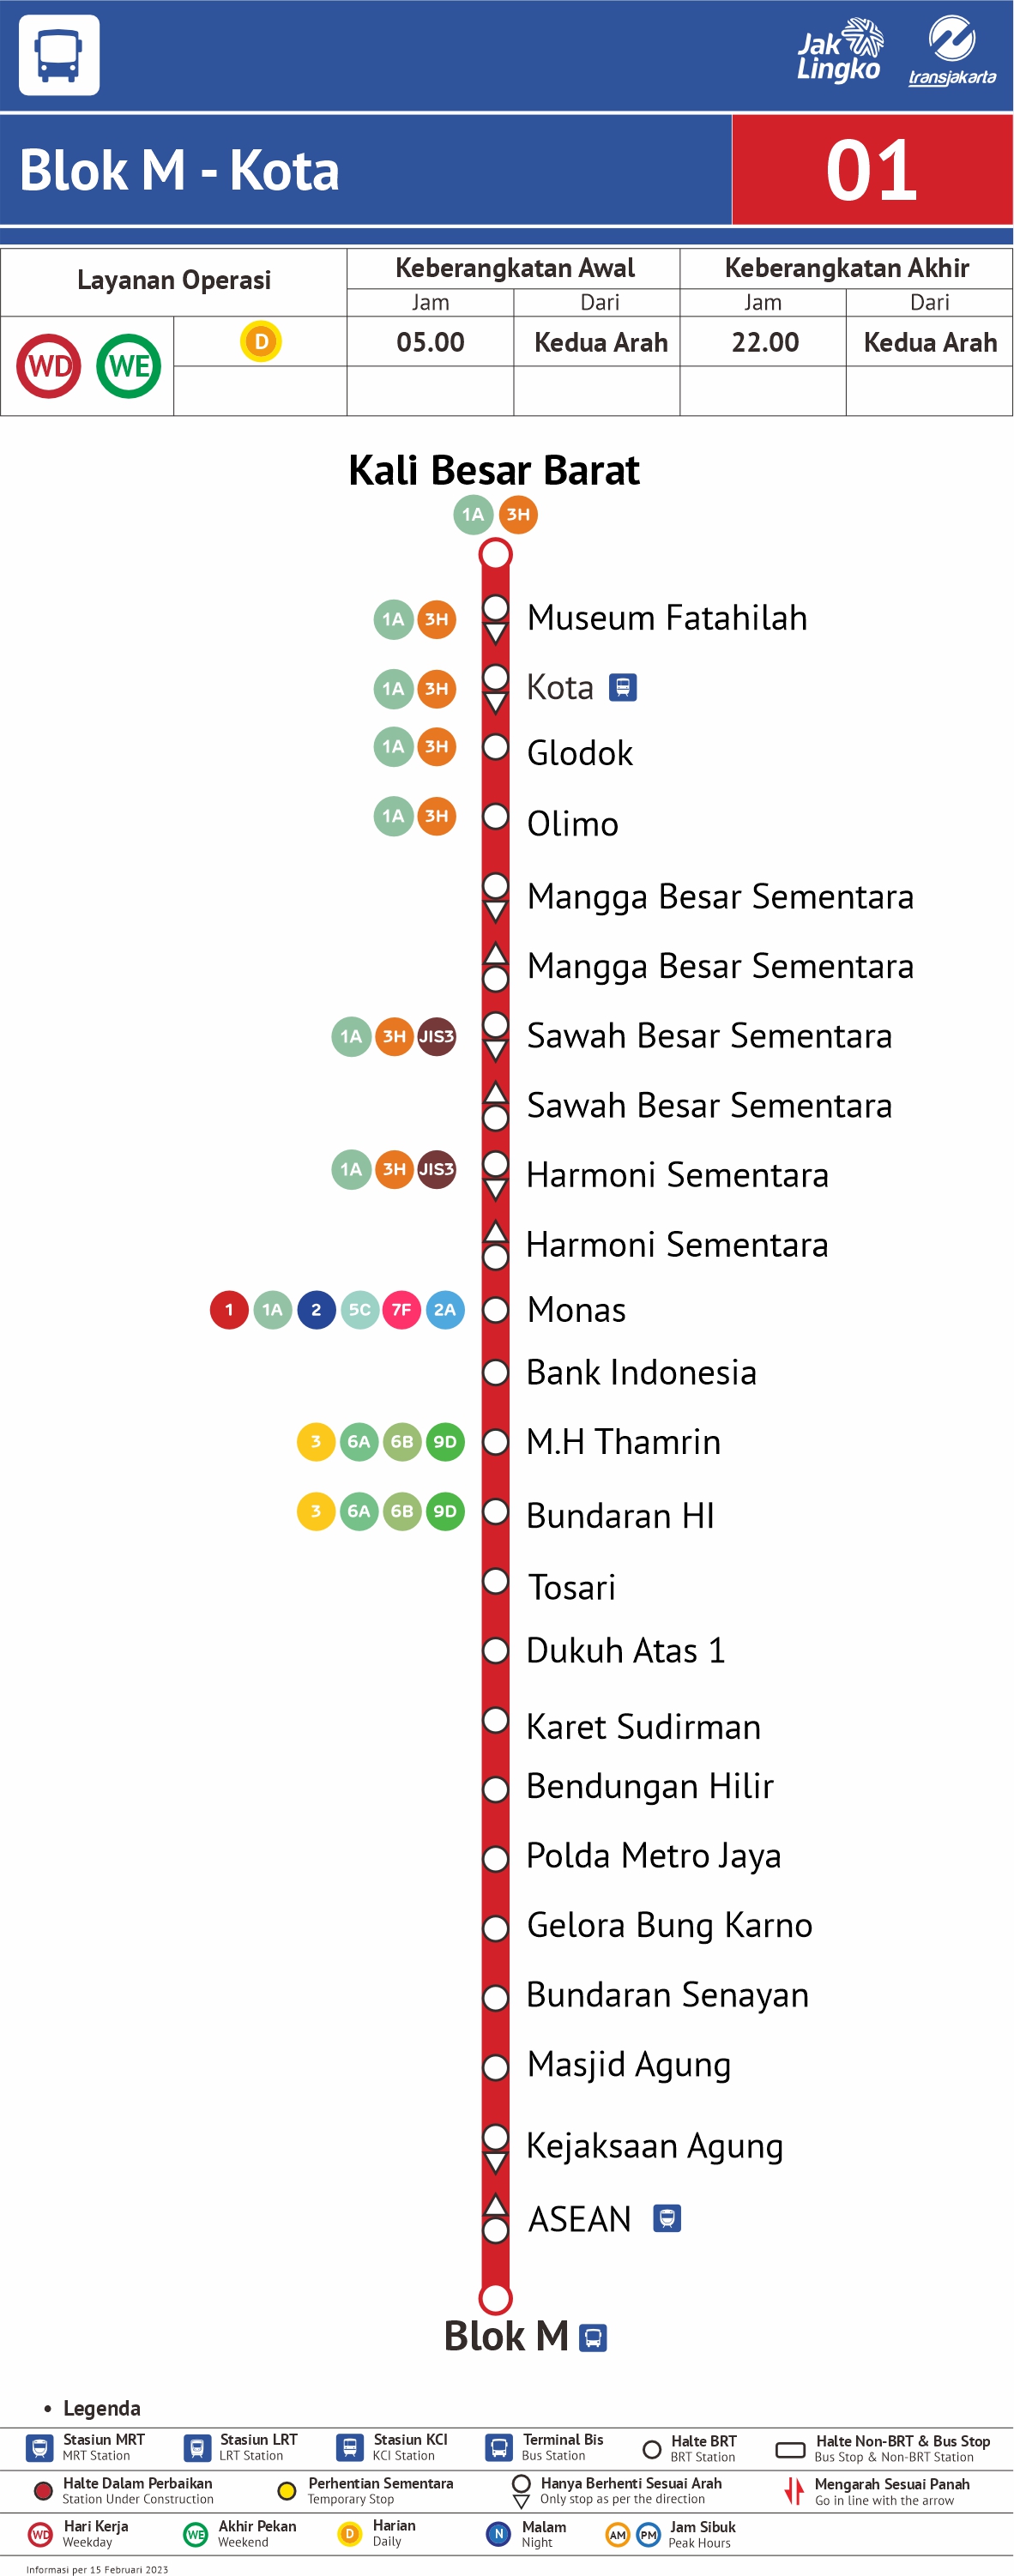 Jak
Lingko
transjakarta
Blok M - Kota
01
Layanan Operasi
Keberangkatan Awal
Keberangkatan Akhir
Jam
Dari
Jam
Dari
WD WE
D
05.00
Kedua Arah
22.00
Kedua Arah
Kali Besar Barat
1A 3H
1A 3H Museum Fatahilah
1A 3H Kota
1A 3H Glodok
1A 3H Olimo
Mangga Besar Sementara
Mangga Besar Sementara
1A 3H JIS3 Sawah Besar Sementara
Sawah Besar Sementara
1A 3H JIS3 Harmoni Sementara
Harmoni Sementara
1 1A 2 5C 7F 2A Monas
Bank Indonesia
3 6A 6B 9D M.H Thamrin
3 6A 6B 9D Bundaran HI
Tosari
Dukuh Atas 1
Karet Sudirman
Bendungan Hilir
Polda Metro Jaya
Gelora Bung Karno
Bundaran Senayan
Masjid Agung
Kejaksaan Agung
ASEAN
Blok M
• Legenda
Stasiun MRT
MRT Station
Stasiun LRT
LRT Station
Stasiun KCI
KCI Station
Terminal Bis
Bus Station
Halte BRT
BRT Station
Halte Non-BRT & Bus Stop
Bus Stop & Non-BRT Station
Halte Dalam Perbaikan
Station Under Construction
Perhentian Sementara
Temporary Stop
Hanya Berhenti Sesuai Arah
Only stop as per the direction
Mengarah Sesuai Panah
Go in line with the arrow
WD Hari Kerja
Weekday
WE Akhir Pekan
Weekend
D Harian
Daily
N Malam
Night
AM PM Jam Sibuk
Peak Hours
Informasi per 15 Februari 2023